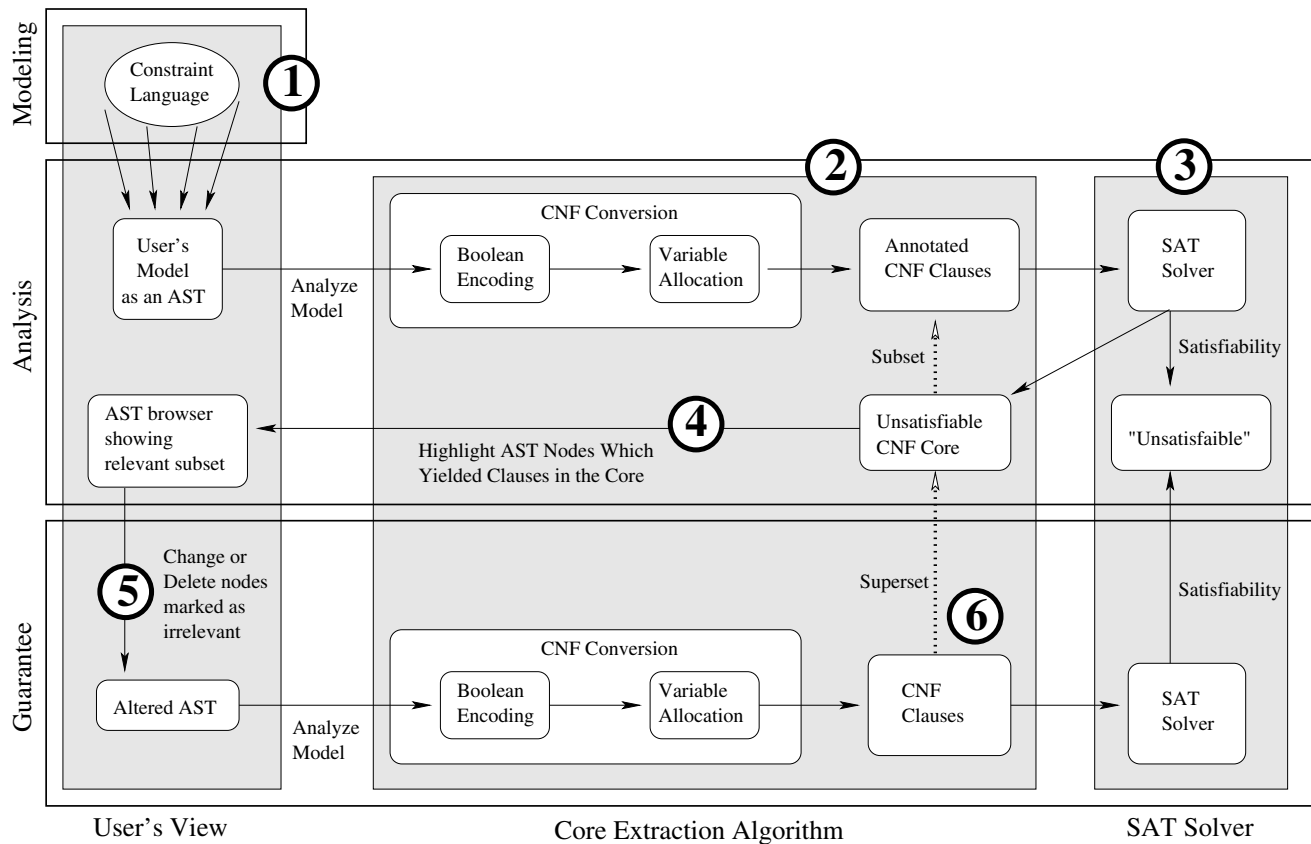 Modeling
Constraint
Language
1
Analysis
2
3
User's
Model
as an AST
Analyze
Model
CNF Conversion
Boolean
Encoding
Variable
Allocation
Annotated
CNF Clauses
SAT
Solver
Subset
Satisfiability
AST browser
showing
relevant subset
4
Highlight AST Nodes Which
Yielded Clauses in the Core
Unsatisfiable
CNF Core
"Unsatisfaible"
Guarantee
5
Change or
Delete nodes
marked as
irrelevant
Superset
6
Satisfiability
Altered AST
Analyze
Model
CNF Conversion
Boolean
Encoding
Variable
Allocation
CNF
Clauses
SAT
Solver
User's View
Core Extraction Algorithm
SAT Solver